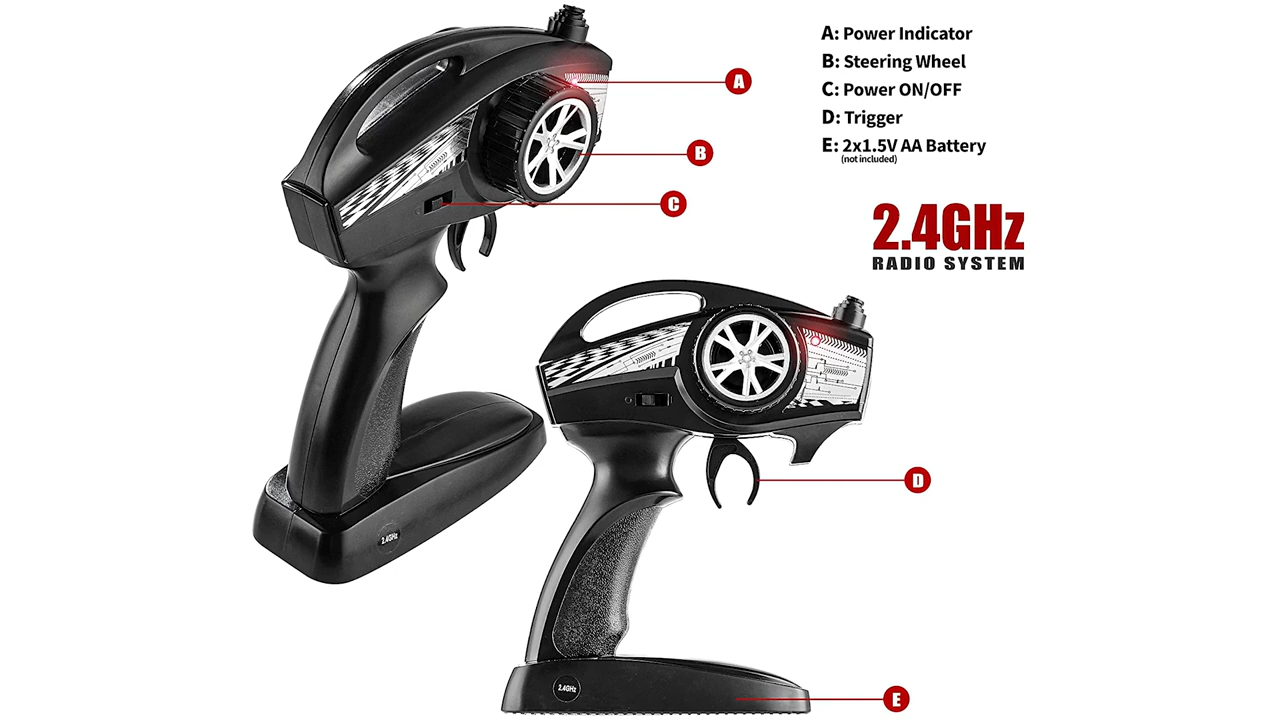 A: Power Indicator
B: Steering Wheel
C: Power ON/OFF
D: Trigger
E: 2x1.5V AA Battery
(not included)
2.4GHz
RADIO SYSTEM
A
B
C
D
E
2.4GHz
2.4GHz